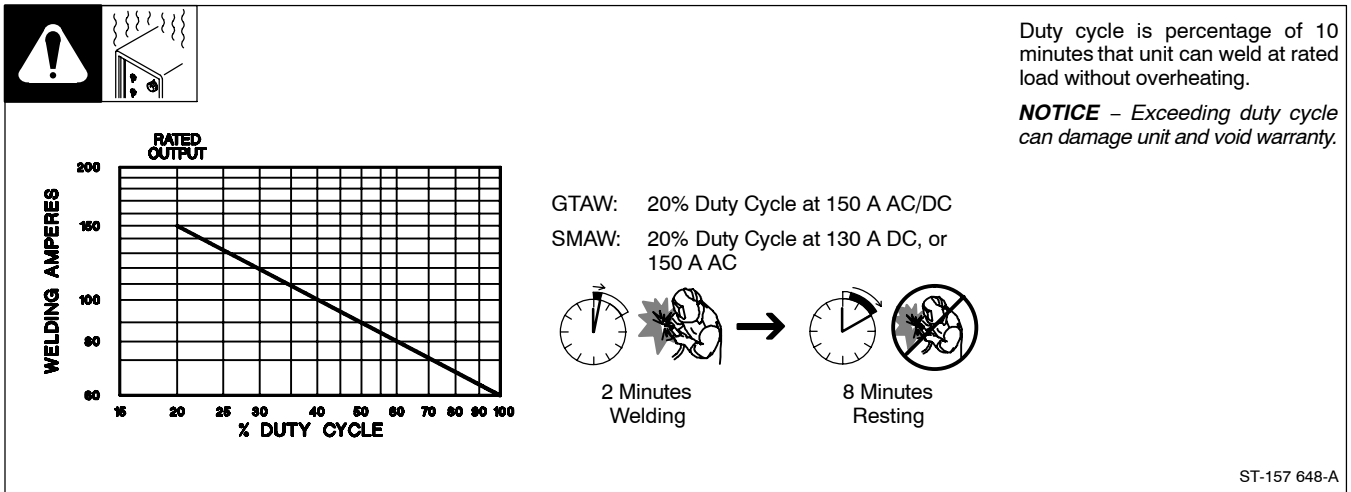 Duty cycle is percentage of 10
minutes that unit can weld at rated
load without overheating.
NOTICE – Exceeding duty cycle
can damage unit and void warranty.
RATED
OUTPUT
WELDING AMPERES
200
150
100
80
60
15 20 25 30 40 50 60 70 80 90 100
% DUTY CYCLE
GTAW: 20% Duty Cycle at 150 A AC/DC
SMAW: 20% Duty Cycle at 130 A DC, or
150 A AC
2 Minutes
Welding
8 Minutes
Resting
ST-157 648-A